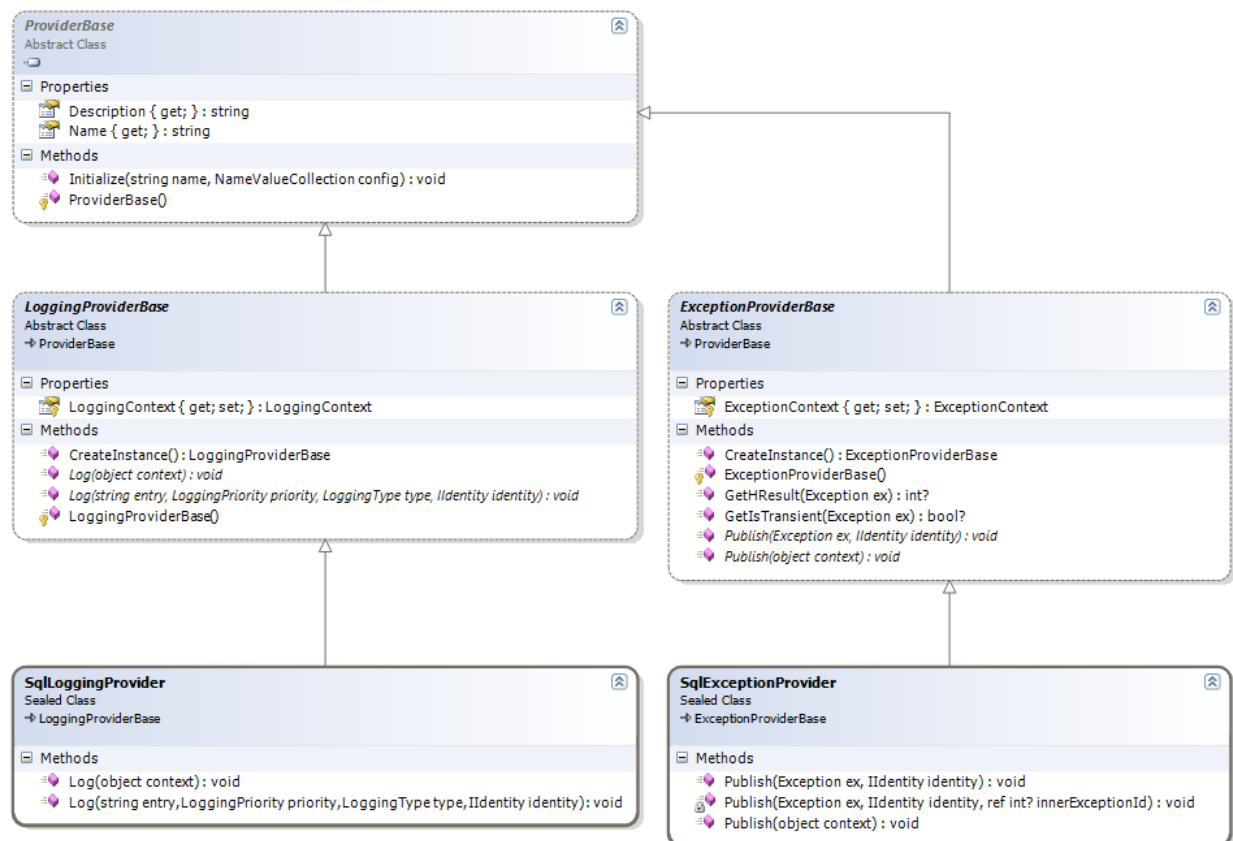 ProviderBase
Abstract Class
Properties
Description { get; } : string
Name { get; } : string
Methods
Initialize(string name, NameValueCollection config) : void
ProviderBase()
LoggingProviderBase
Abstract Class
ProviderBase
Properties
LoggingContext { get; set; } : LoggingContext
Methods
CreateInstance() : LoggingProviderBase
Log(object context) : void
Log(string entry, LoggingPriority priority, LoggingType type, IIdentity identity) : void
LoggingProviderBase()
ExceptionProviderBase
Abstract Class
ProviderBase
Properties
ExceptionContext { get; set; } : ExceptionContext
Methods
CreateInstance() : ExceptionProviderBase
ExceptionProviderBase()
GetHResult(Exception ex) : int?
GetIsTransient(Exception ex) : bool?
Publish(Exception ex, IIdentity identity) : void
Publish(object context) : void
SqlLoggingProvider
Sealed Class
LoggingProviderBase
Methods
Log(object context) : void
Log(string entry,LoggingPriority priority,LoggingType type,IIdentity identity): void
SqlExceptionProvider
Sealed Class
ExceptionProviderBase
Methods
Publish(Exception ex, IIdentity identity) : void
Publish(Exception ex, IIdentity identity, ref int? innerExceptionId) : void
Publish(object context) : void